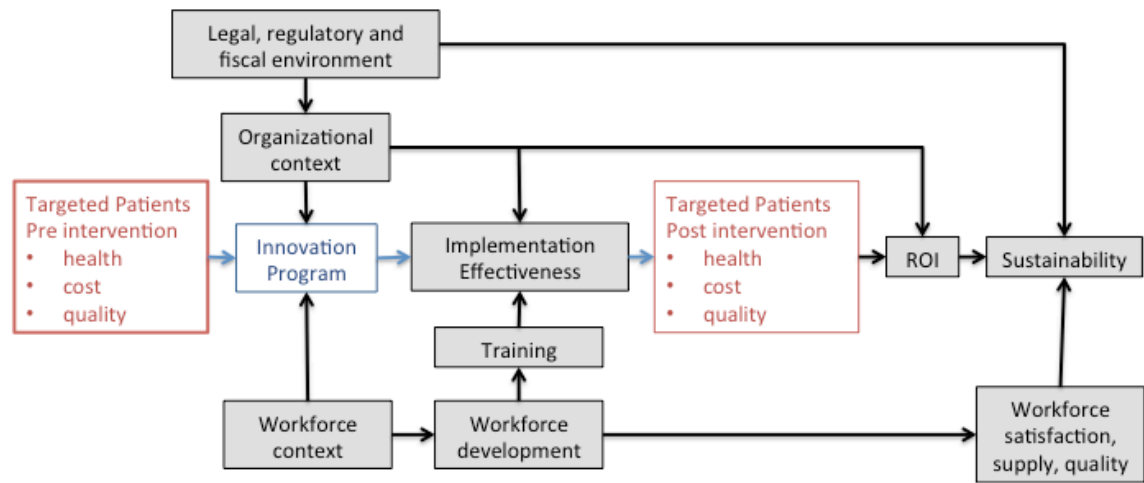 Legal, regulatory and
fiscal environment
Organizational
context
Targeted Patients
Pre intervention
• health
• cost
• quality
Innovation
Program
Implementation
Effectiveness
Targeted Patients
Post intervention
• health
• cost
• quality
ROI
Sustainability
Training
Workforce
context
Workforce
development
Workforce
satisfaction,
supply, quality